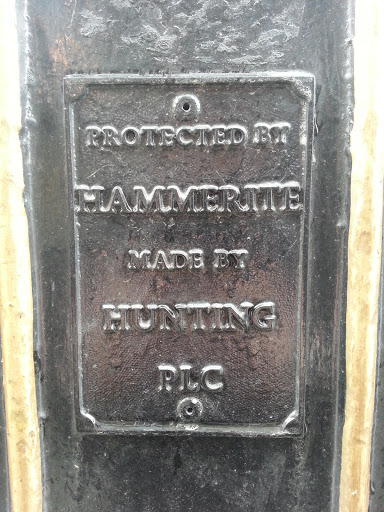 PROTECTED BY
HAMMERITE
MADE BY
HUNTING
PLC